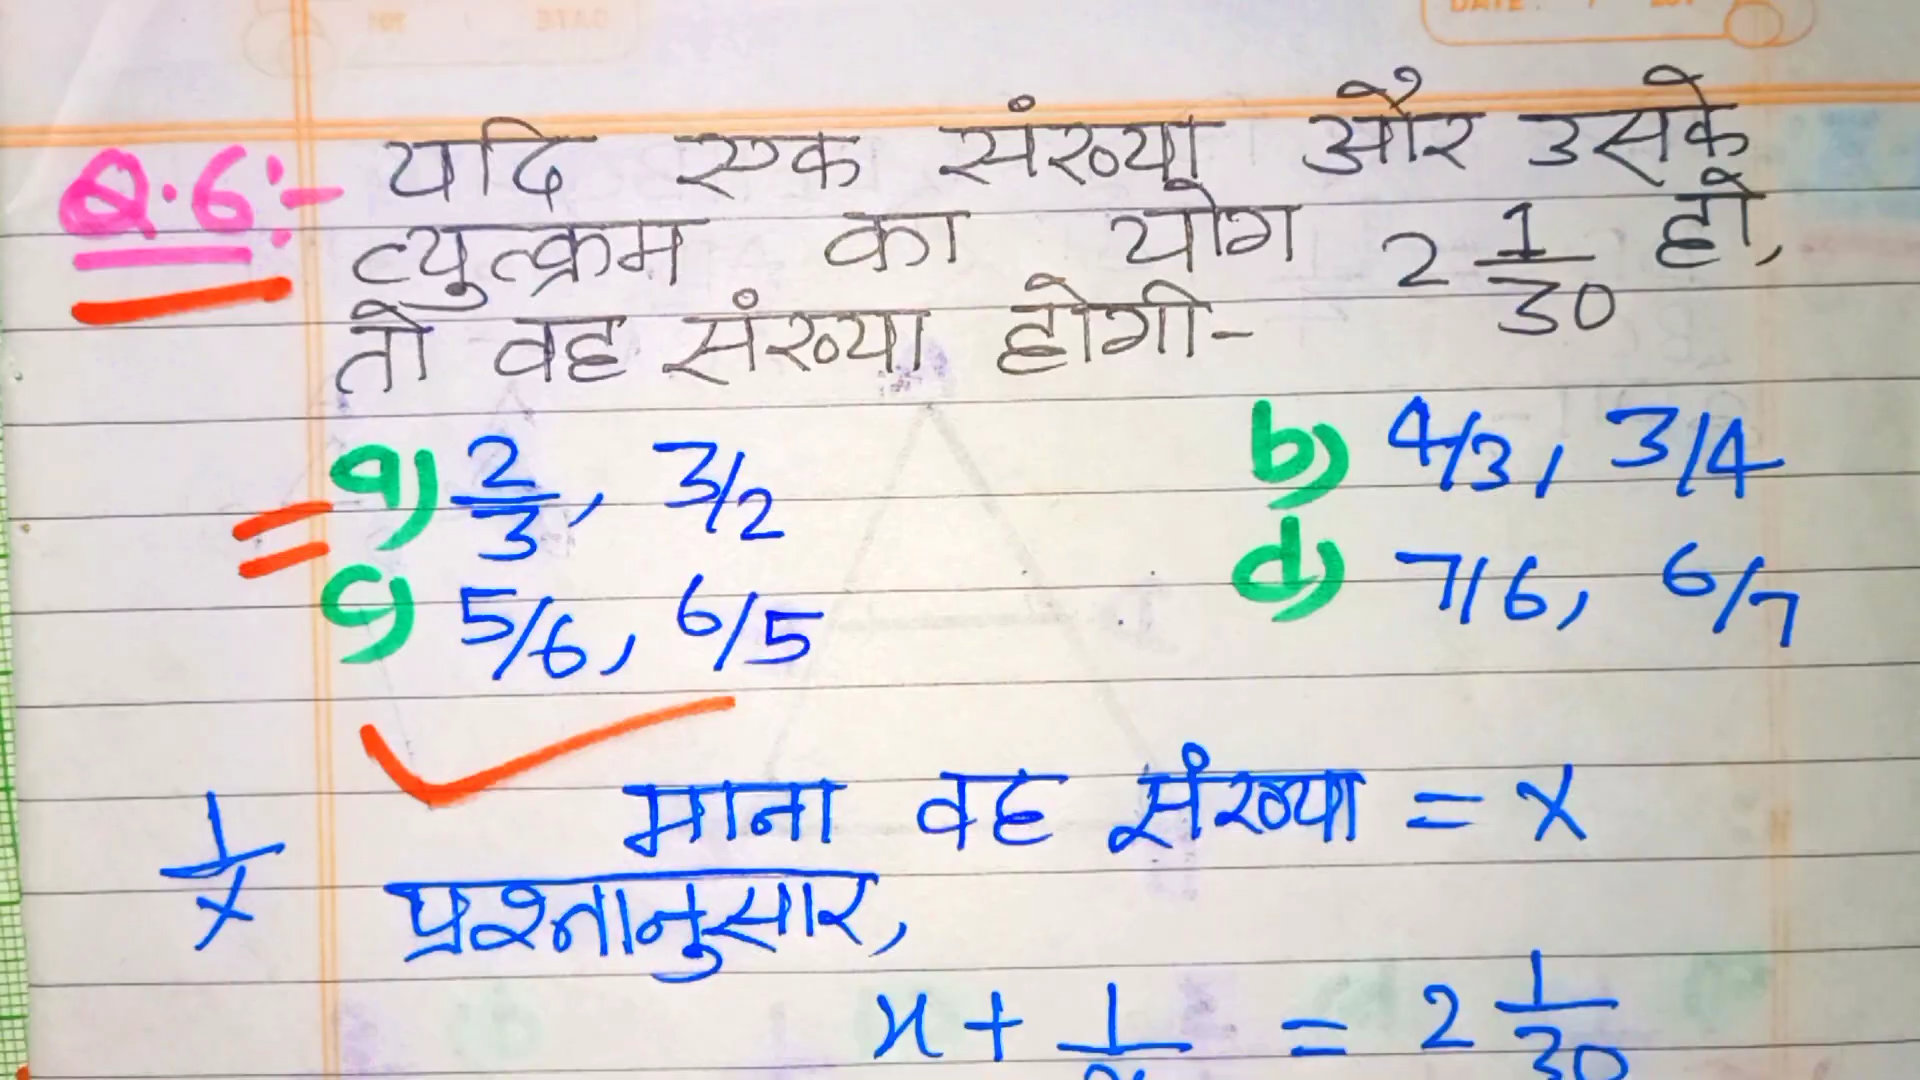 DATE
Q.6:- यदि एक संख्या और उसके
व्युत्क्रम का योग 2 1/30 हो,
तो वह संख्या होगी-
a) 2/3, 3/2
b) 4/3, 3/4
c) 5/6, 6/5
d) 7/6, 6/7
माना वह संख्या = x
1/x
प्रश्नानुसार,
x + 1/x = 2 1/30